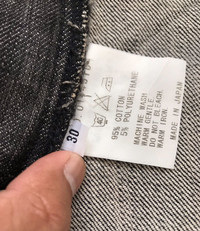 30
95% COTTON
5% POLYURETHANE
MACHINE WASH
WARM GENTLE.
DO NOT BLEACH.
WARM IRON
MADE IN JAPAN